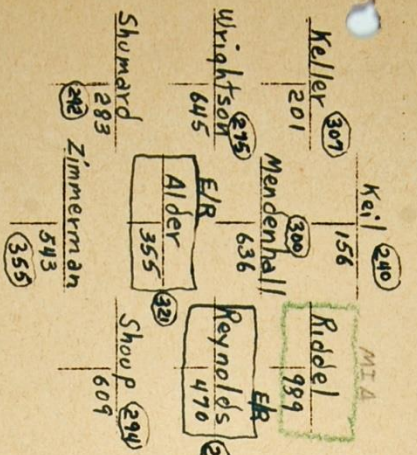 Keil 240
156
MIA
Riddel
989
Keller 307
201
Mendenhall 300
636
E/R
Reynolds
470
Wrightson 275
645
E/R
Alder
355
321
Shoup 294
609
Shumard
283
292
Zimmerman
543
355